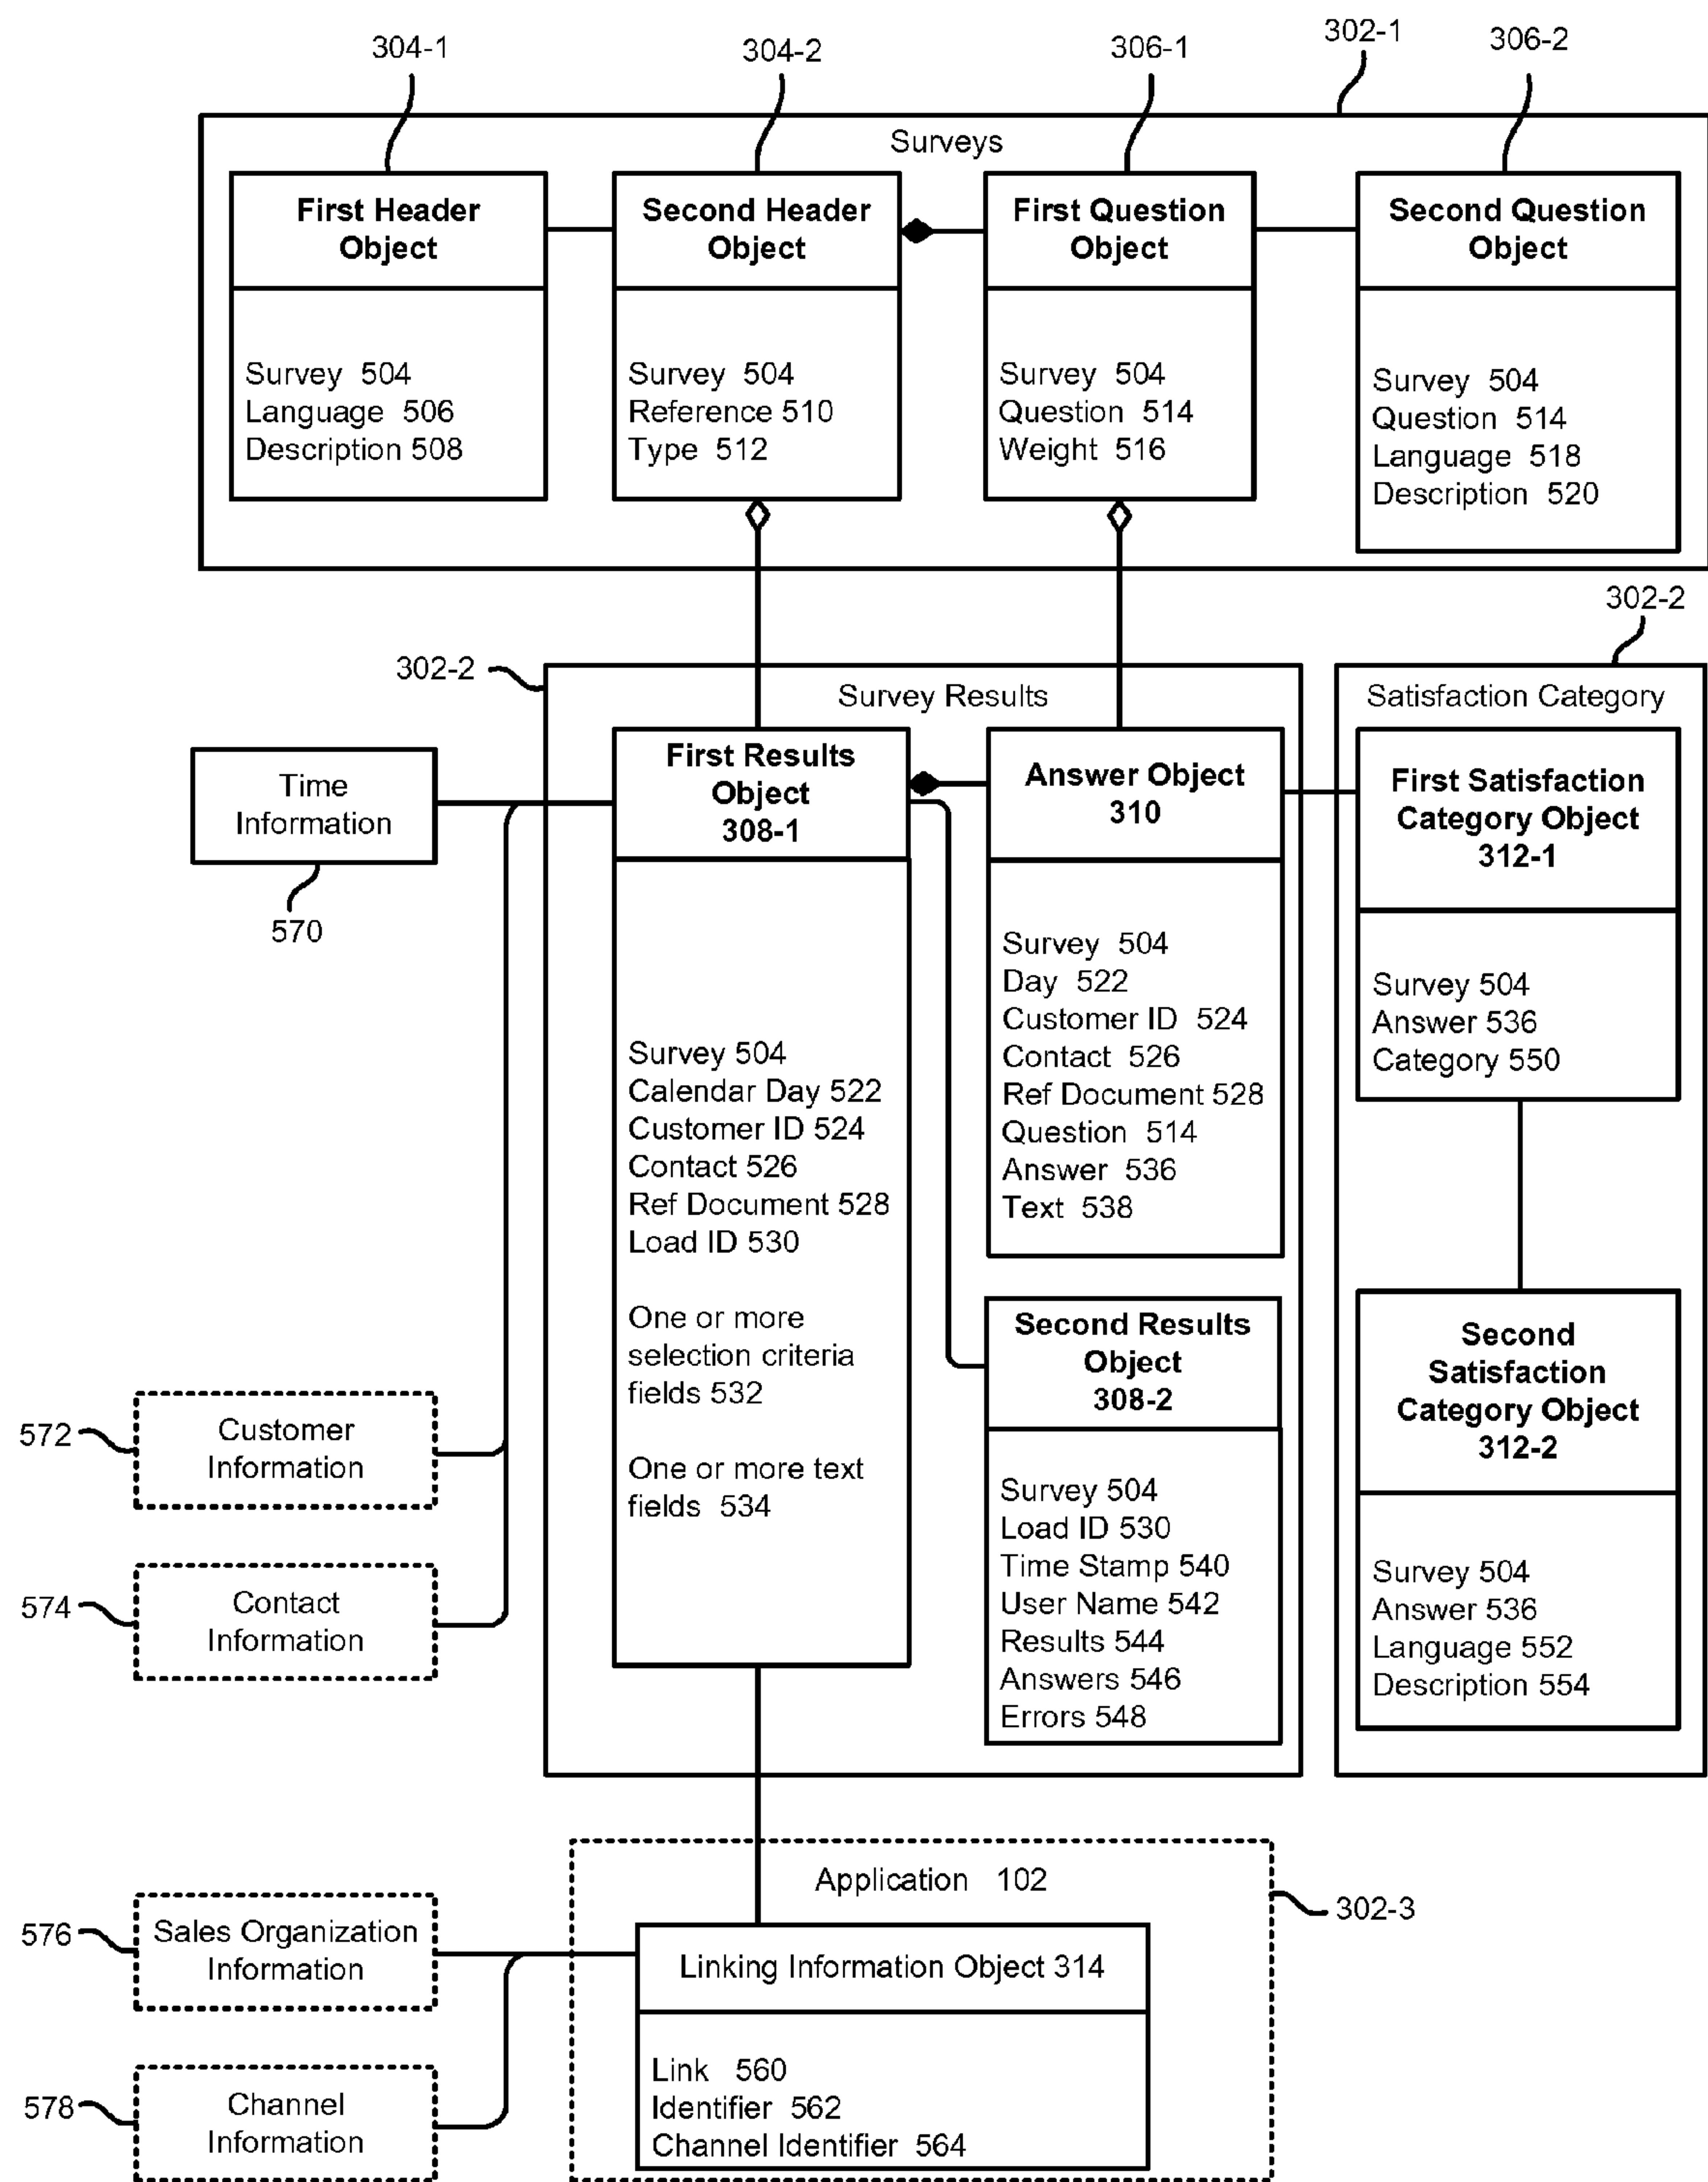 304-1
304-2
306-1
302-1
306-2
Surveys
First Header
Object
Survey 504
Language 506
Description 508
Second Header
Object
Survey 504
Reference 510
Type 512
First Question
Object
Survey 504
Question 514
Weight 516
Second Question
Object
Survey 504
Question 514
Language 518
Description 520
302-2
302-2
Survey Results
Satisfaction Category
Time
Information
570
First Results
Object
308-1
Survey 504
Calendar Day 522
Customer ID 524
Contact 526
Ref Document 528
Load ID 530
One or more
selection criteria
fields 532
One or more text
fields 534
Answer Object
310
Survey 504
Day 522
Customer ID 524
Contact 526
Ref Document 528
Question 514
Answer 536
Text 538
First Satisfaction
Category Object
312-1
Survey 504
Answer 536
Category 550
Second Results
Object
308-2
Survey 504
Load ID 530
Time Stamp 540
User Name 542
Results 544
Answers 546
Errors 548
Second
Satisfaction
Category Object
312-2
Survey 504
Answer 536
Language 552
Description 554
572
Customer
Information
574
Contact
Information
Application 102
302-3
576
Sales Organization
Information
Linking Information Object 314
Link 560
Identifier 562
Channel Identifier 564
578
Channel
Information